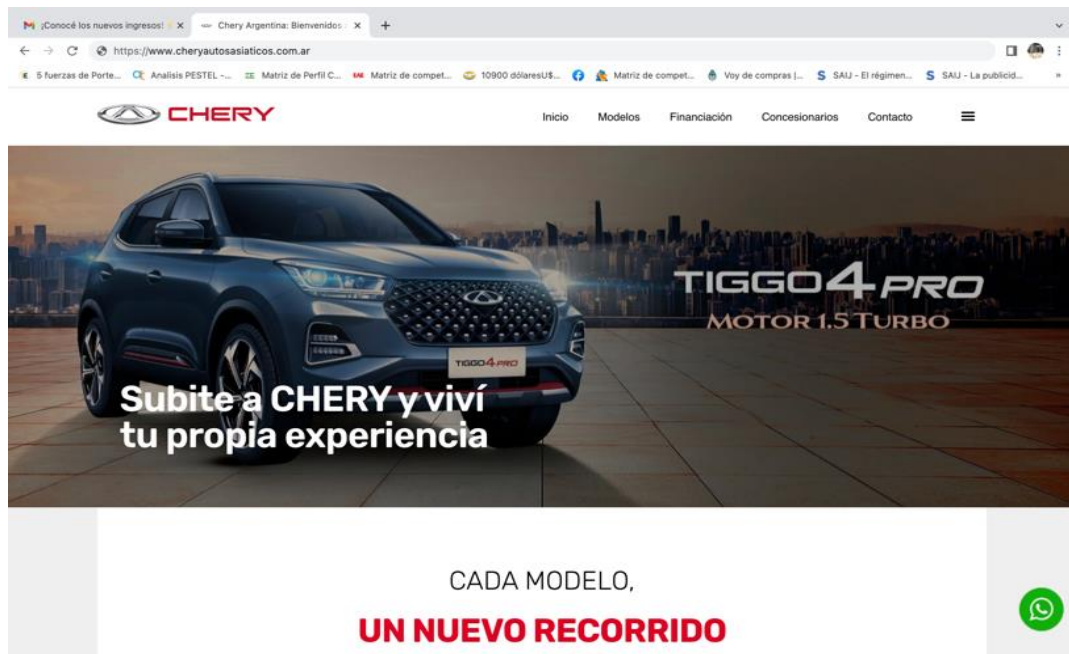 ¡Conocé los nuevos ingresos!
Chery Argentina: Bienvenidos
https://www.cheryautosasiaticos.com.ar
5 fuerzas de Porte...
Analisis PESTEL -...
Matriz de Perfil C...
Matriz de compet...
10900 dólaresU$...
Matriz de compet...
Voy de compras |...
SAIJ - El régimen...
SAIJ - La publicid...
CHERY
Inicio
Modelos
Financiación
Concesionarios
Contacto
TIGGO4PRO
MOTOR 1.5 TURBO
TIGGO4PRO
Subite a CHERY y viví
tu propia experiencia
CADA MODELO,
UN NUEVO RECORRIDO